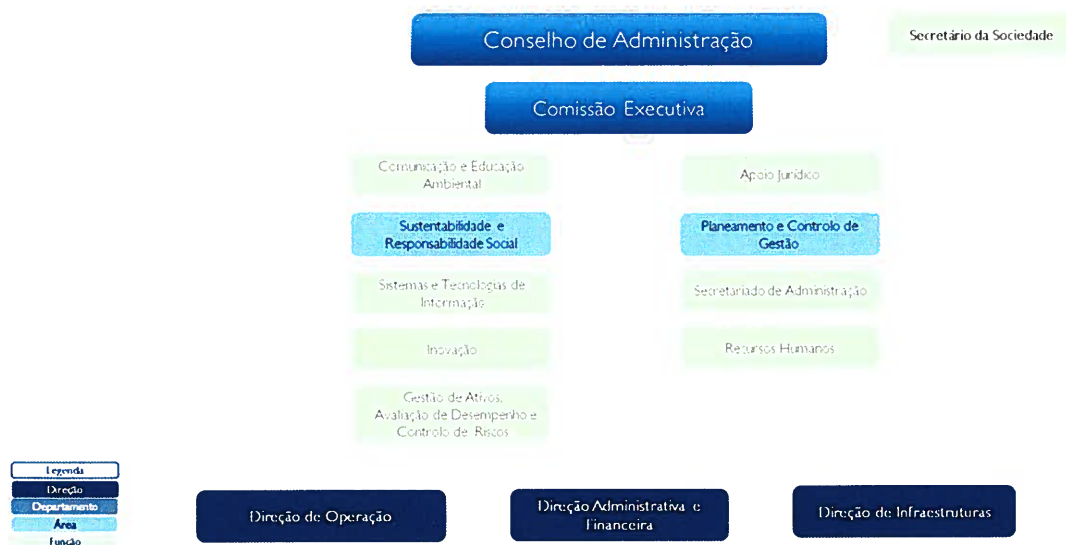 Conselho de Administração
Secretário da Sociedade
Comissão Executiva
Comunicação e Educação
Ambiental
Apoio Jurídico
Sustentabilidade e
Responsabilidade Social
Planeamento e Controlo de
Gestão
Sistemas e Tecnologias de
Informação
Secretariado de Administração
Inovação
Recursos Humanos
Gestão de Ativos,
Avaliação de Desempenho e
Controlo de Riscos
Legenda
Direção
Departamento
Área
Função
Direção de Operação
Direção Administrativa e
Financeira
Direção de Infraestruturas